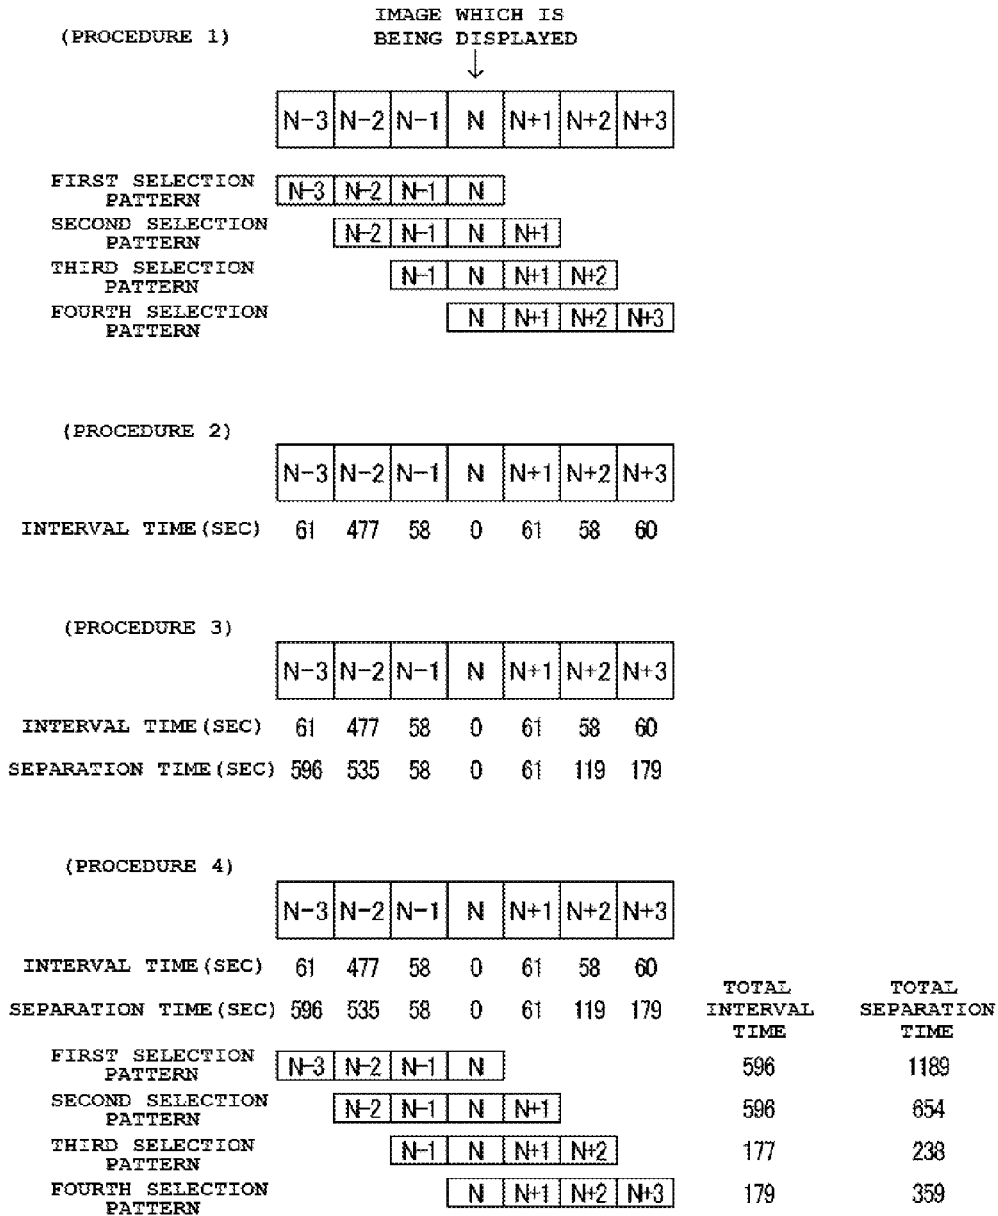 IMAGE WHICH IS
(PROCEDURE 1) BEING DISPLAYED
N-3 N-2 N-1 N N+1 N+2 N+3
FIRST SELECTION
PATTERN
N-3 N-2 N-1 N
SECOND SELECTION
PATTERN
N-2 N-1 N N+1
THIRD SELECTION
PATTERN
N-1 N N+1 N+2
FOURTH SELECTION
PATTERN
N N+1 N+2 N+3
(PROCEDURE 2)
N-3 N-2 N-1 N N+1 N+2 N+3
INTERVAL TIME(SEC) 61 477 58 0 61 58 60
(PROCEDURE 3)
N-3 N-2 N-1 N N+1 N+2 N+3
INTERVAL TIME(SEC) 61 477 58 0 61 58 60
SEPARATION TIME(SEC) 596 535 58 0 61 119 179
(PROCEDURE 4)
N-3 N-2 N-1 N N+1 N+2 N+3
INTERVAL TIME(SEC) 61 477 58 0 61 58 60
SEPARATION TIME(SEC) 596 535 58 0 61 119 179
TOTAL
INTERVAL
TIME
TOTAL
SEPARATION
TIME
FIRST SELECTION
PATTERN
N-3 N-2 N-1 N 596 1189
SECOND SELECTION
PATTERN
N-2 N-1 N N+1 596 654
THIRD SELECTION
PATTERN
N-1 N N+1 N+2 177 238
FOURTH SELECTION
PATTERN
N N+1 N+2 N+3 179 359